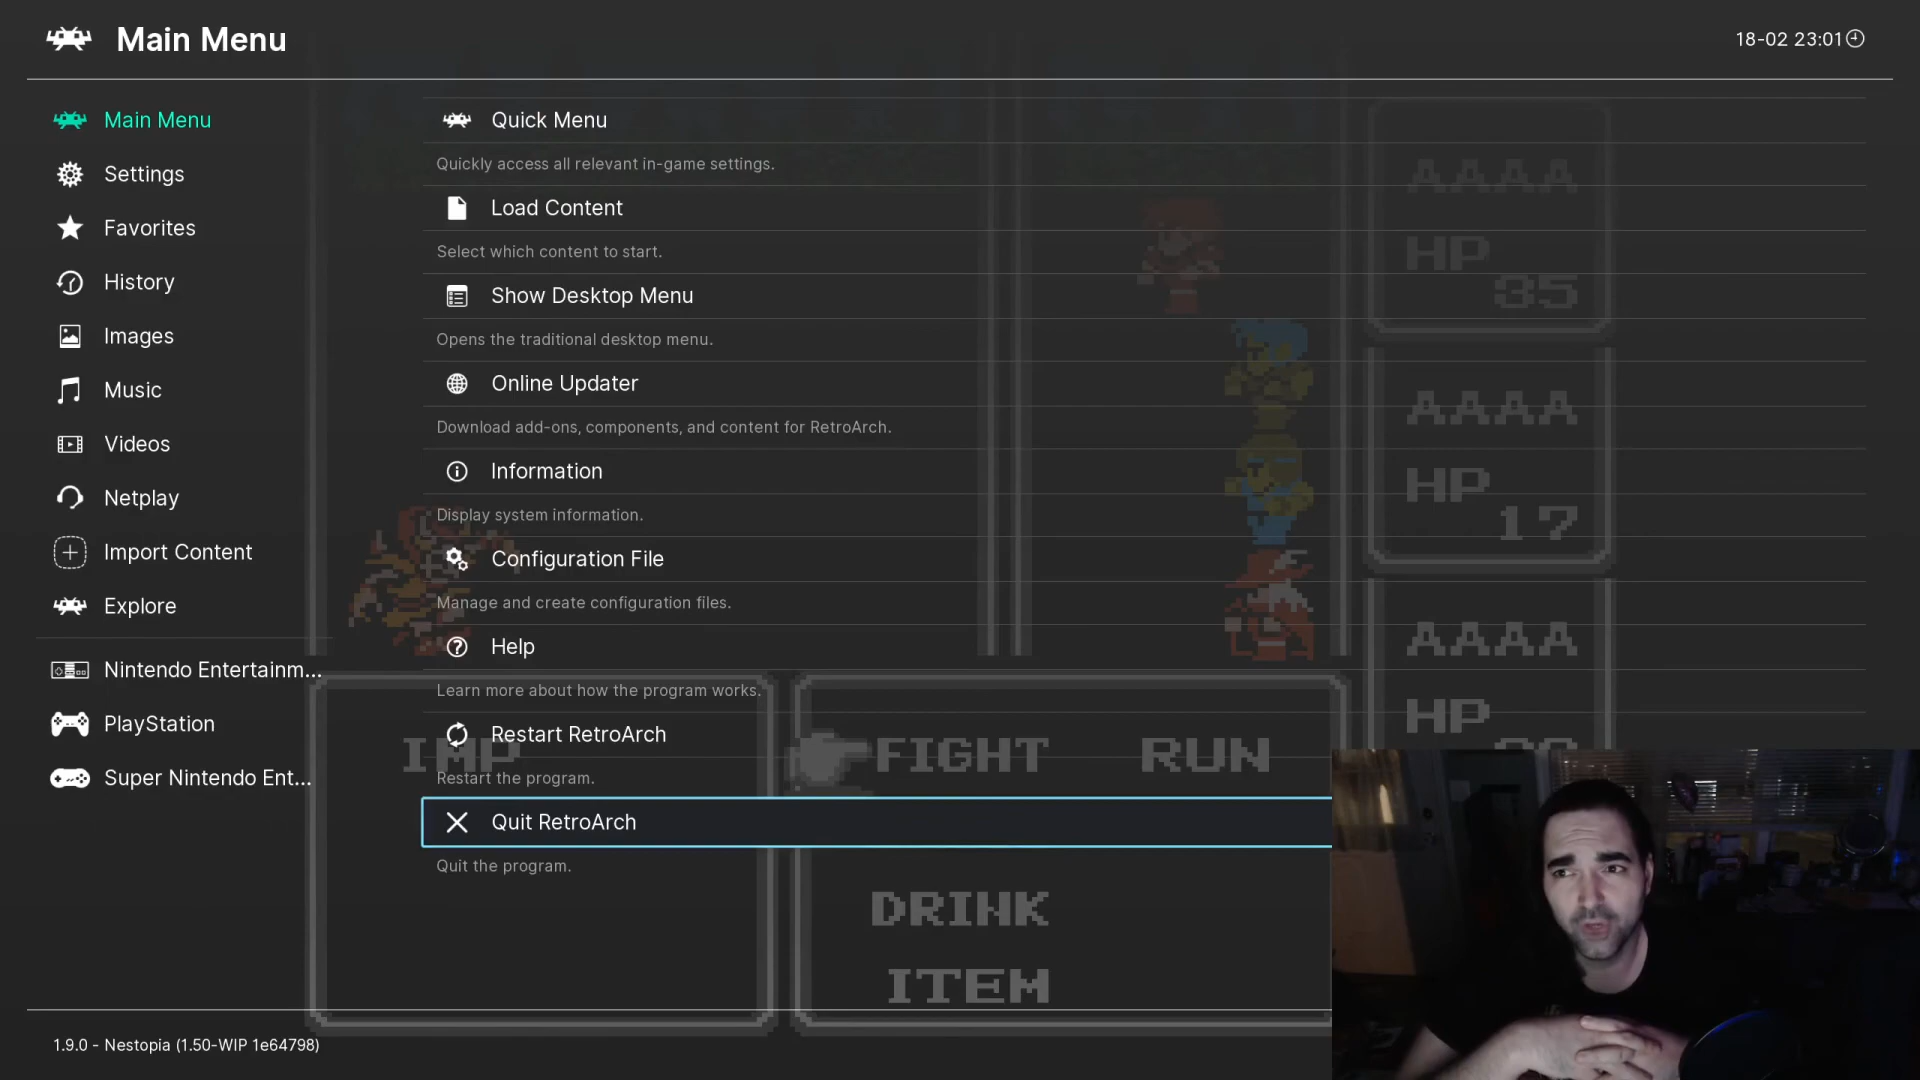 Main Menu
18-02 23:01
Main Menu
Settings
Favorites
History
Images
Music
Videos
Netplay
Import Content
Explore
Nintendo Entertainm...
PlayStation
Super Nintendo Ent...
Quick Menu
Quickly access all relevant in-game settings.
Load Content
Select which content to start.
Show Desktop Menu
Opens the traditional desktop menu.
Online Updater
Download add-ons, components, and content for RetroArch.
Information
Display system information.
Configuration File
Manage and create configuration files.
Help
Learn more about how the program works.
Restart RetroArch
Restart the program.
Quit RetroArch
Quit the program.
AAAA
HP
35
AAAA
HP
17
AAAA
HP
IMP
FIGHT RUN
DRINK
ITEM
1.9.0 - Nestopia (1.50-WIP 1e64798)